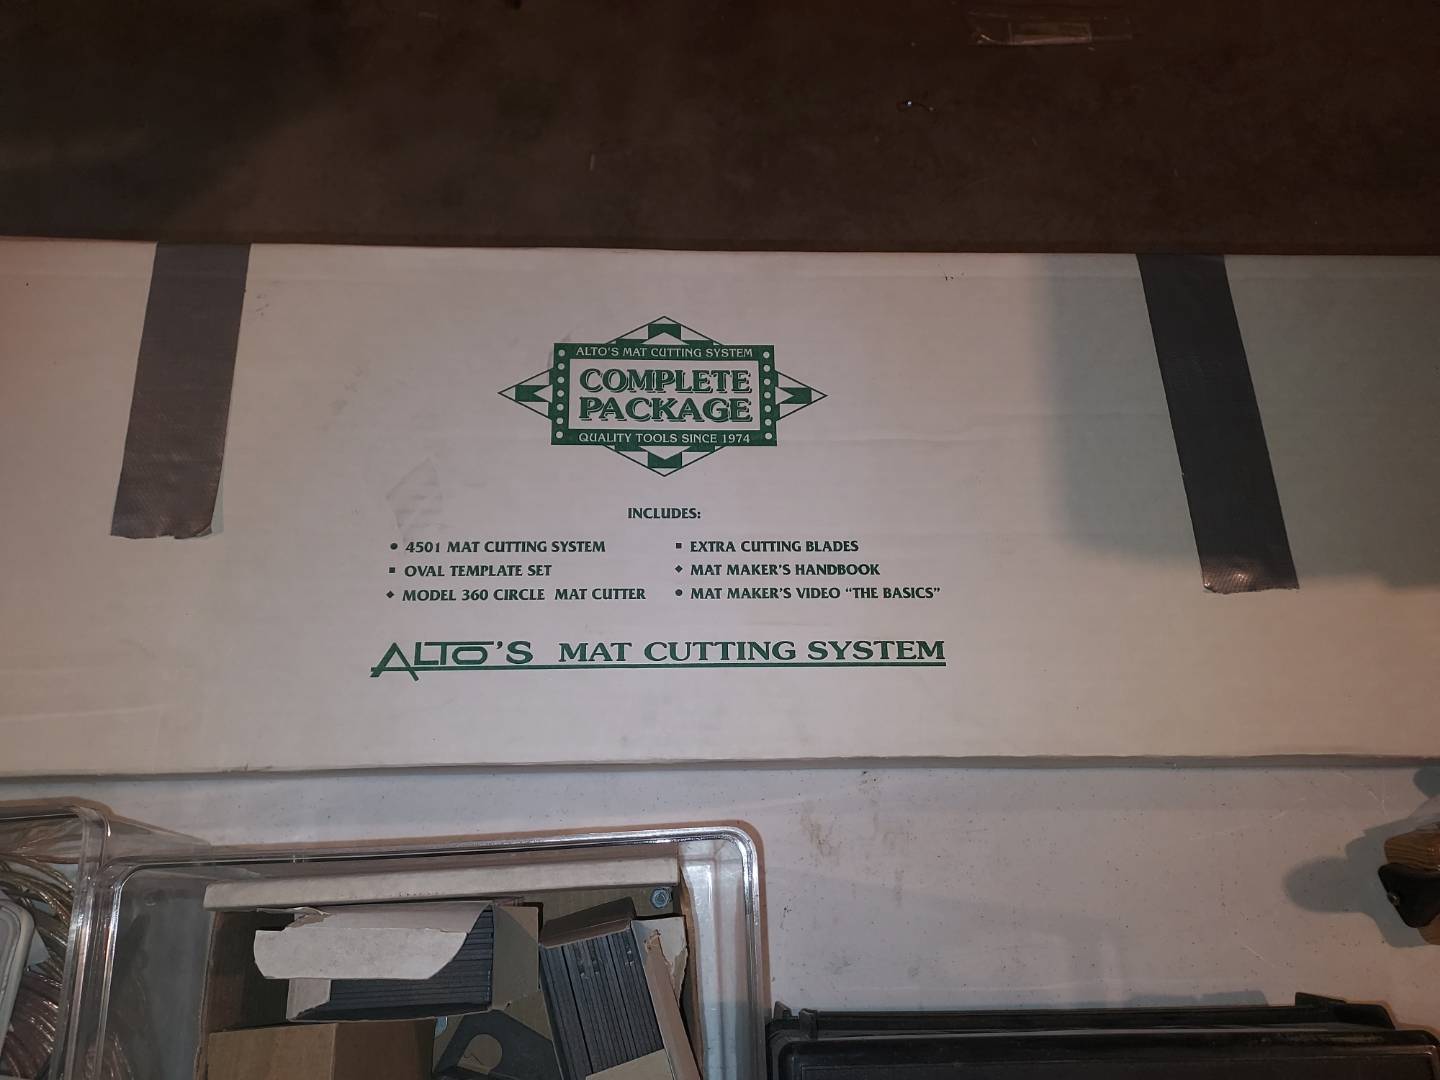 ALTO'S MAT CUTTING SYSTEM
COMPLETE
PACKAGE
QUALITY TOOLS SINCE 1974
INCLUDES:
• 4501 MAT CUTTING SYSTEM
▪ OVAL TEMPLATE SET
◆ MODEL 360 CIRCLE MAT CUTTER
▪ EXTRA CUTTING BLADES
◆ MAT MAKER'S HANDBOOK
• MAT MAKER'S VIDEO “THE BASICS”
ALTO'S MAT CUTTING SYSTEM